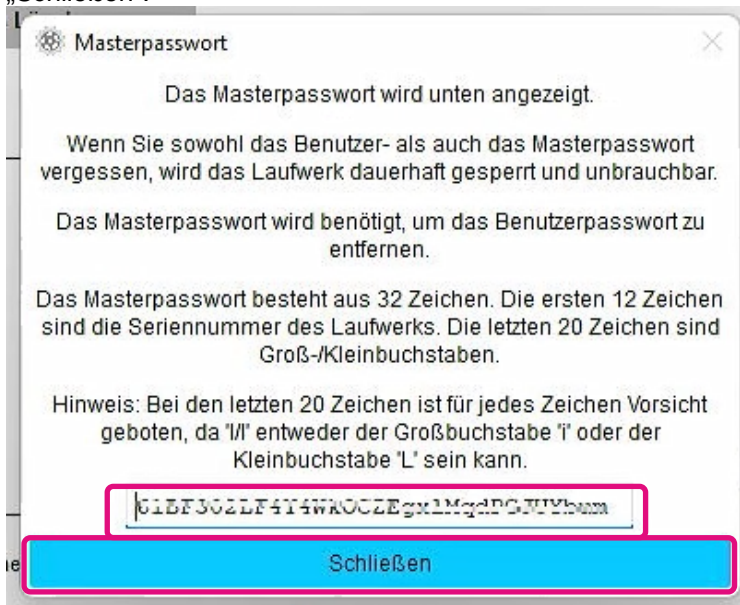 „Schließen“.
Masterpasswort
Das Masterpasswort wird unten angezeigt.
Wenn Sie sowohl das Benutzer- als auch das Masterpasswort
vergessen, wird das Laufwerk dauerhaft gesperrt und unbrauchbar.
Das Masterpasswort wird benötigt, um das Benutzerpasswort zu
entfernen.
Das Masterpasswort besteht aus 32 Zeichen. Die ersten 12 Zeichen
sind die Seriennummer des Laufwerks. Die letzten 20 Zeichen sind
Groß-/Kleinbuchstaben.
Hinweis: Bei den letzten 20 Zeichen ist für jedes Zeichen Vorsicht
geboten, da 'I/l' entweder der Großbuchstabe 'i' oder der
Kleinbuchstabe 'L' sein kann.
Schließen